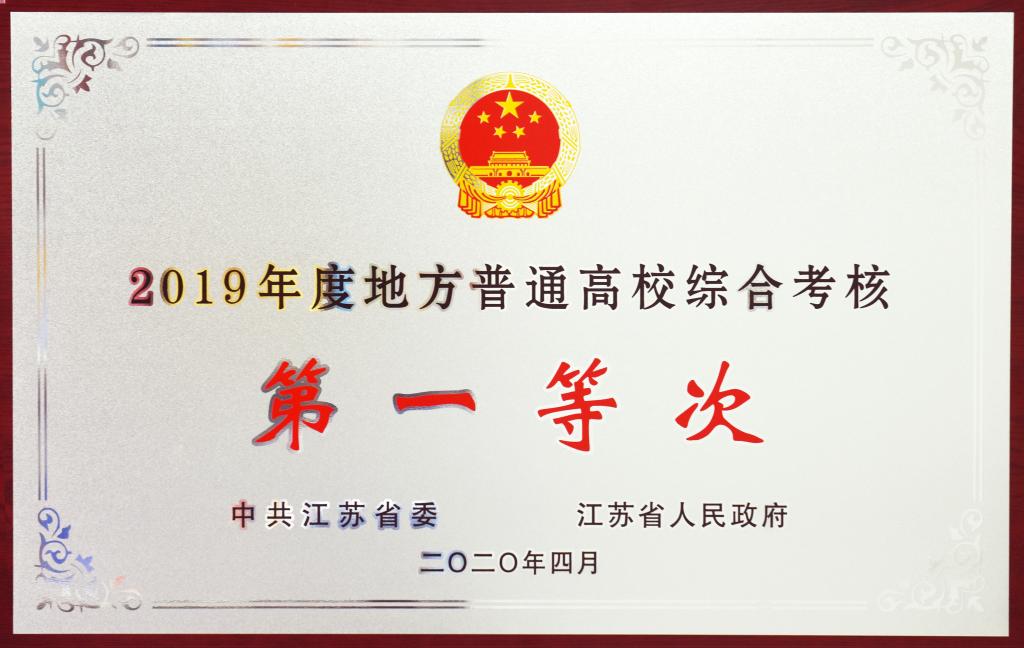 2019年度地方普通高校综合考核
第一等次
中共江苏省委 江苏省人民政府
二〇二〇年四月